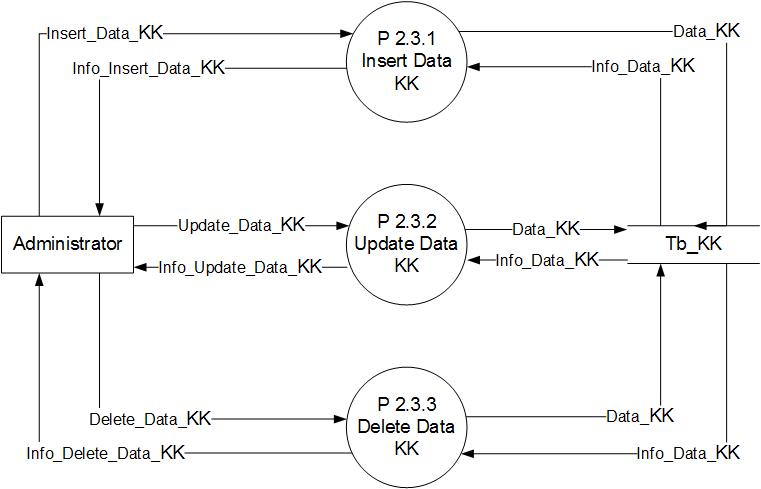 Insert_Data_KK
P 2.3.1
Insert Data
KK
Data_KK
Info_Insert_Data_KK
Info_Data_KK
Administrator
Update_Data_KK
P 2.3.2
Update Data
KK
Data_KK
Tb_KK
Info_Update_Data_KK
Info_Data_KK
Delete_Data_KK
P 2.3.3
Delete Data
KK
Data_KK
Info_Delete_Data_KK
Info_Data_KK